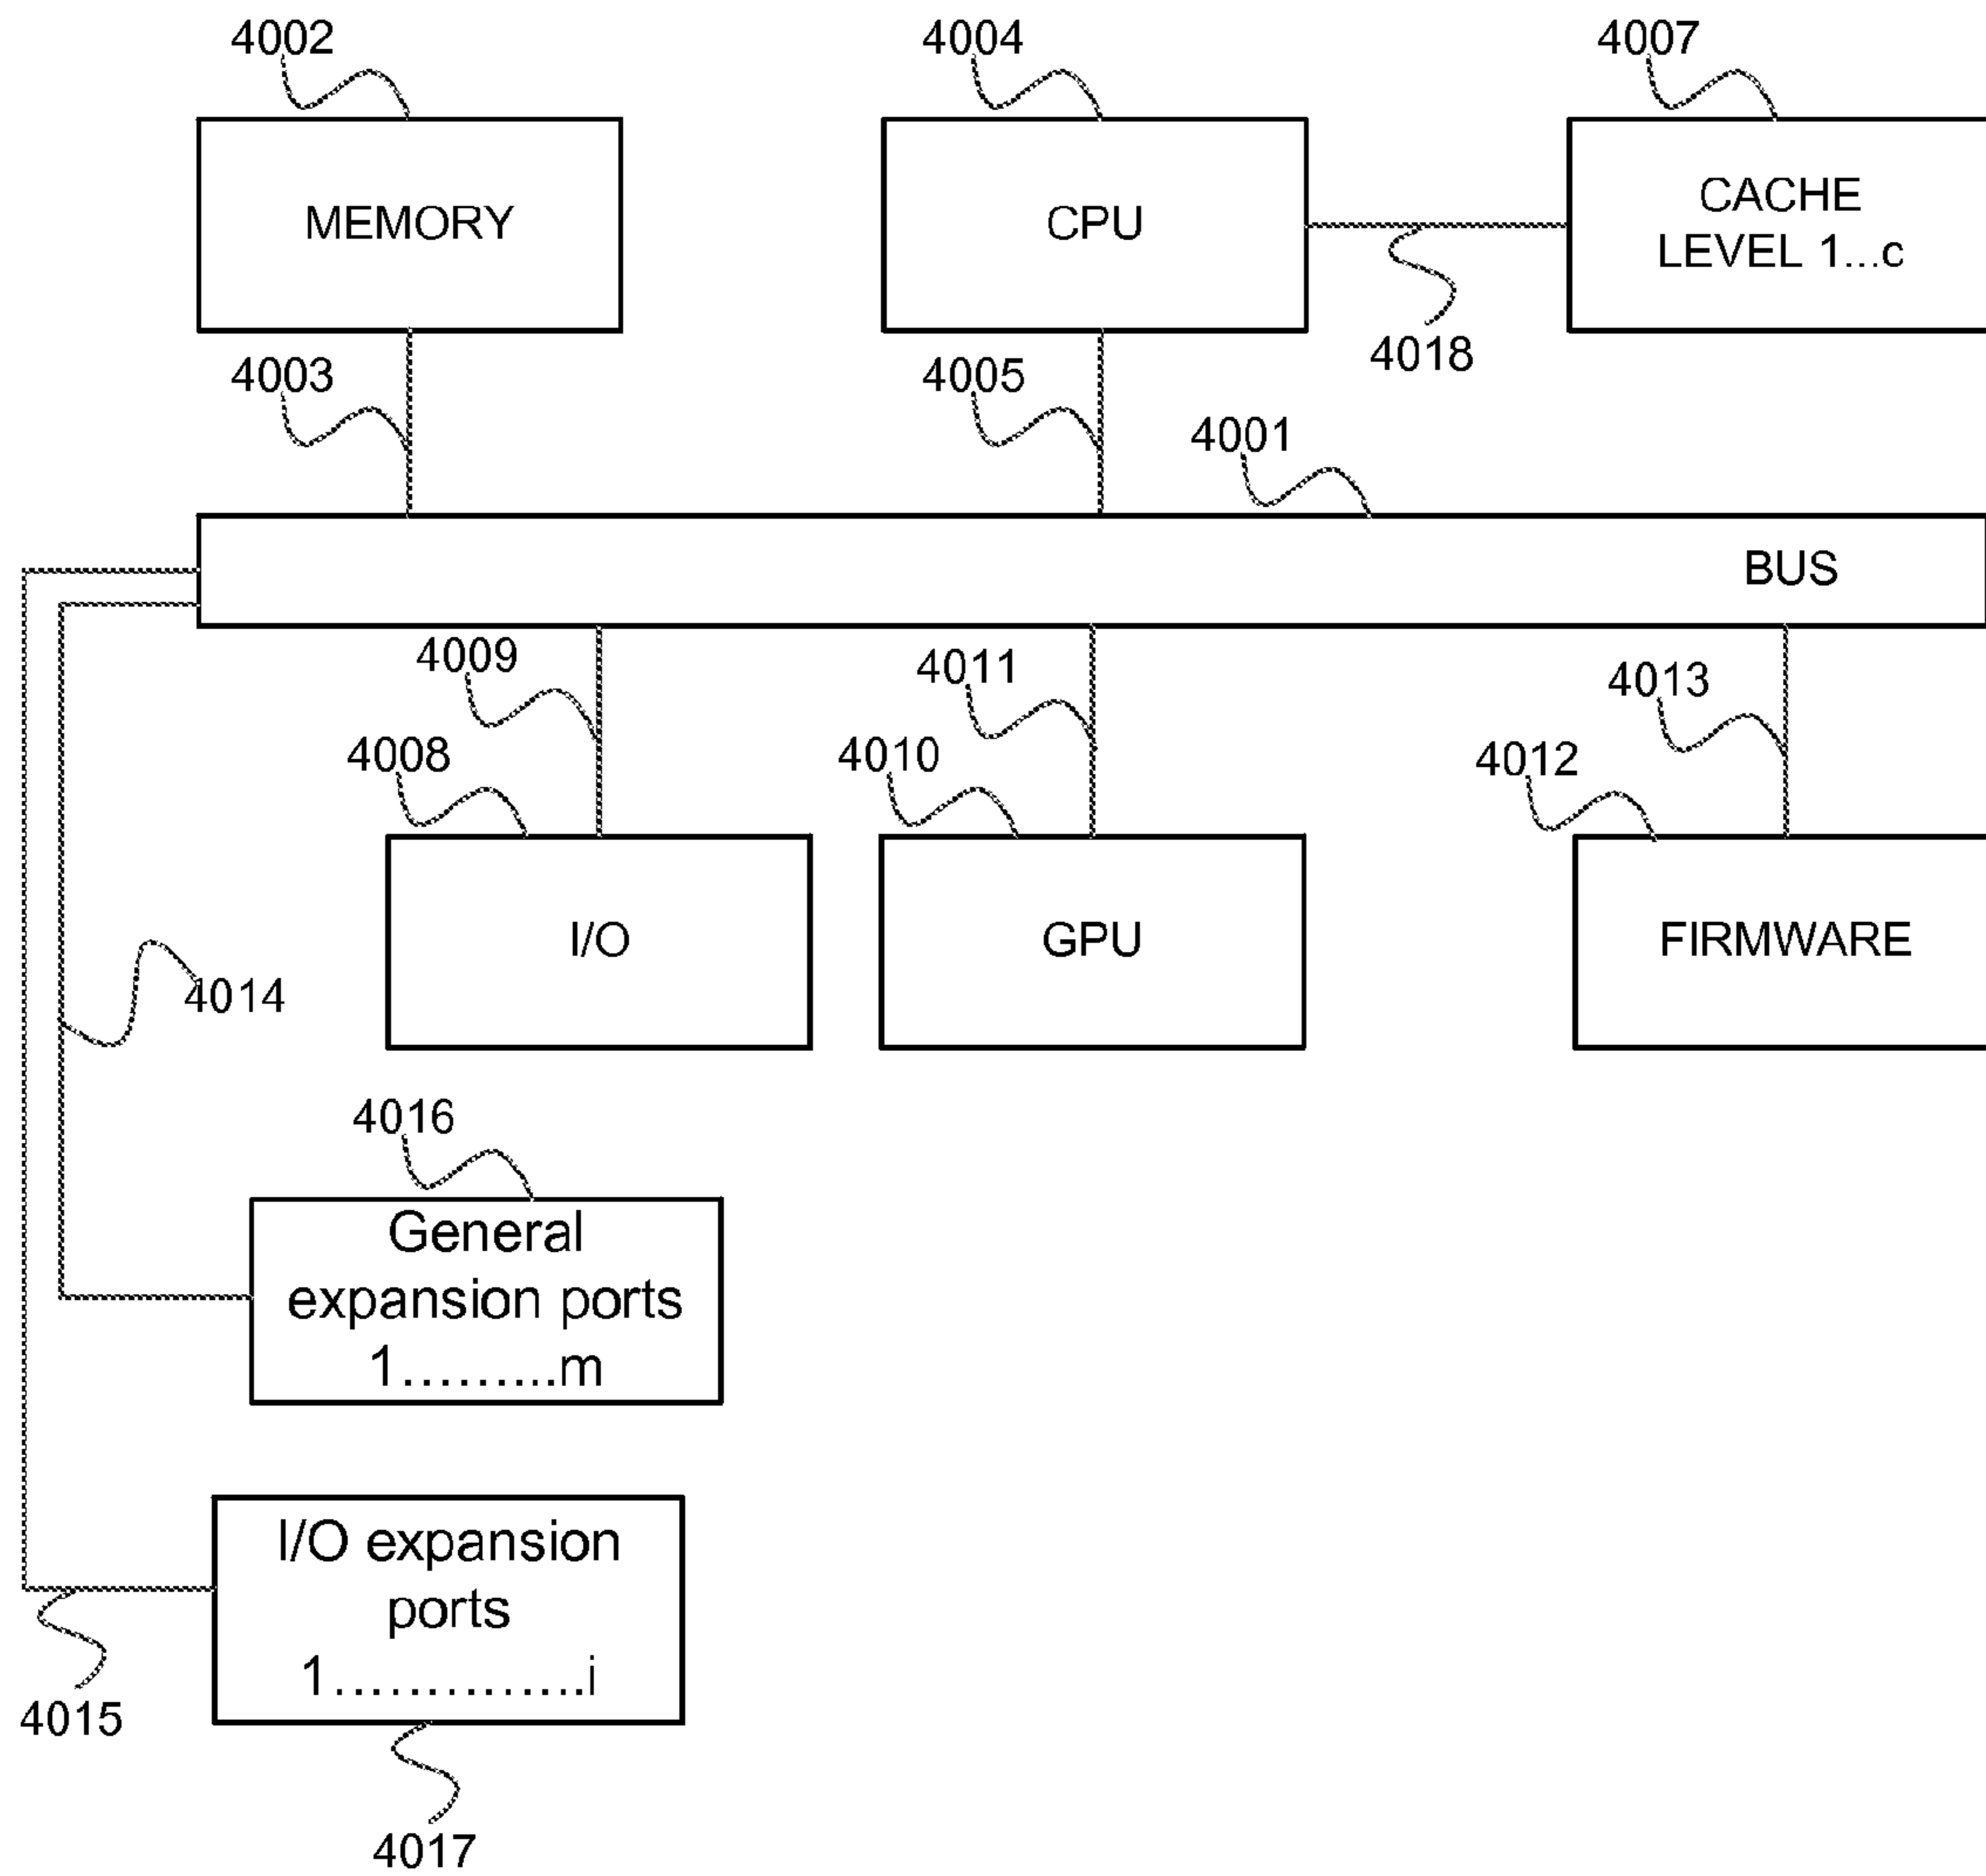 4002
4004
4007
MEMORY
CPU
CACHE
LEVEL 1...c
4018
4003
4005
4001
BUS
4009
4011
4013
4008
4010
4012
I/O
GPU
FIRMWARE
4014
4016
General
expansion ports
1.........m
I/O expansion
ports
1..............i
4015
4017